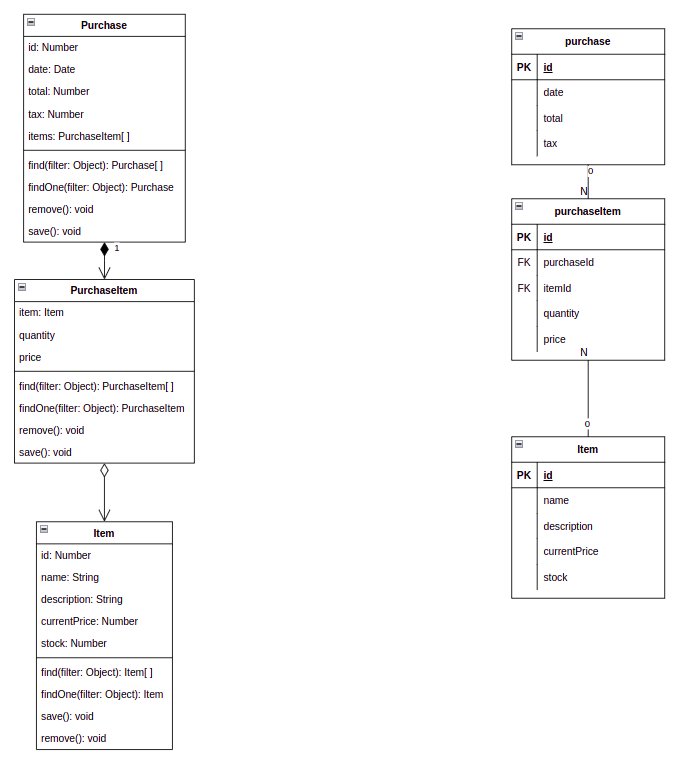 Purchase
id: Number
date: Date
total: Number
tax: Number
items: PurchaseItem[ ]
find(filter: Object): Purchase[ ]
findOne(filter: Object): Purchase
remove(): void
save(): void
1
PurchaseItem
item: Item
quantity
price
find(filter: Object): PurchaseItem[ ]
findOne(filter: Object): PurchaseItem
remove(): void
save(): void
Item
id: Number
name: String
description: String
currentPrice: Number
stock: Number
find(filter: Object): Item[ ]
findOne(filter: Object): Item
save(): void
remove(): void
purchase
PK id
date
total
tax
0
N
purchaseItem
PK id
FK purchaseId
FK itemId
quantity
price
N
0
Item
PK id
name
description
currentPrice
stock